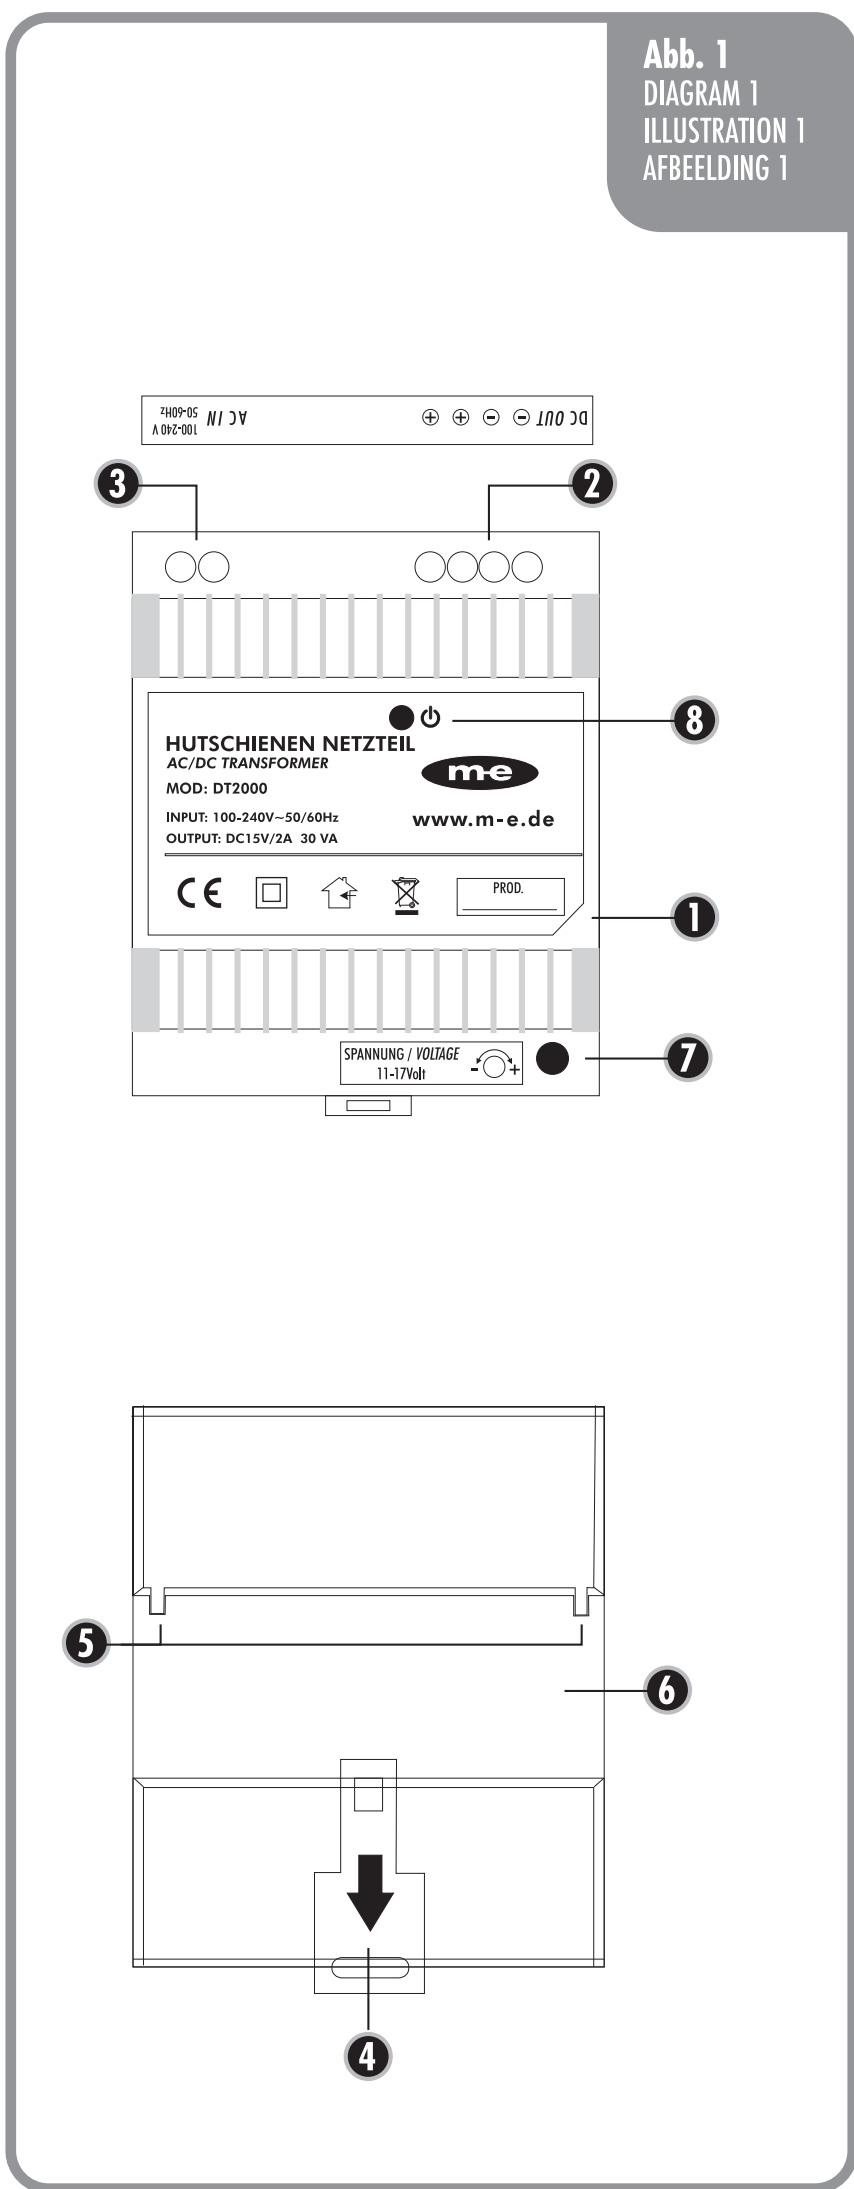 Abb. 1
DIAGRAM 1
ILLUSTRATION 1
AFBEELDING 1
DC OUT - - + + AC IN 100-240 V
50-60Hz
3
2
8
HUTSCHIENEN NETZTEIL
AC/DC TRANSFORMER
m-e
MOD: DT2000
INPUT: 100-240V~50/60Hz
www.m-e.de
OUTPUT: DC15V/2A 30 VA
CE
PROD.
1
SPANNUNG / VOLTAGE
11-17Volt
- +
7
5
6
4